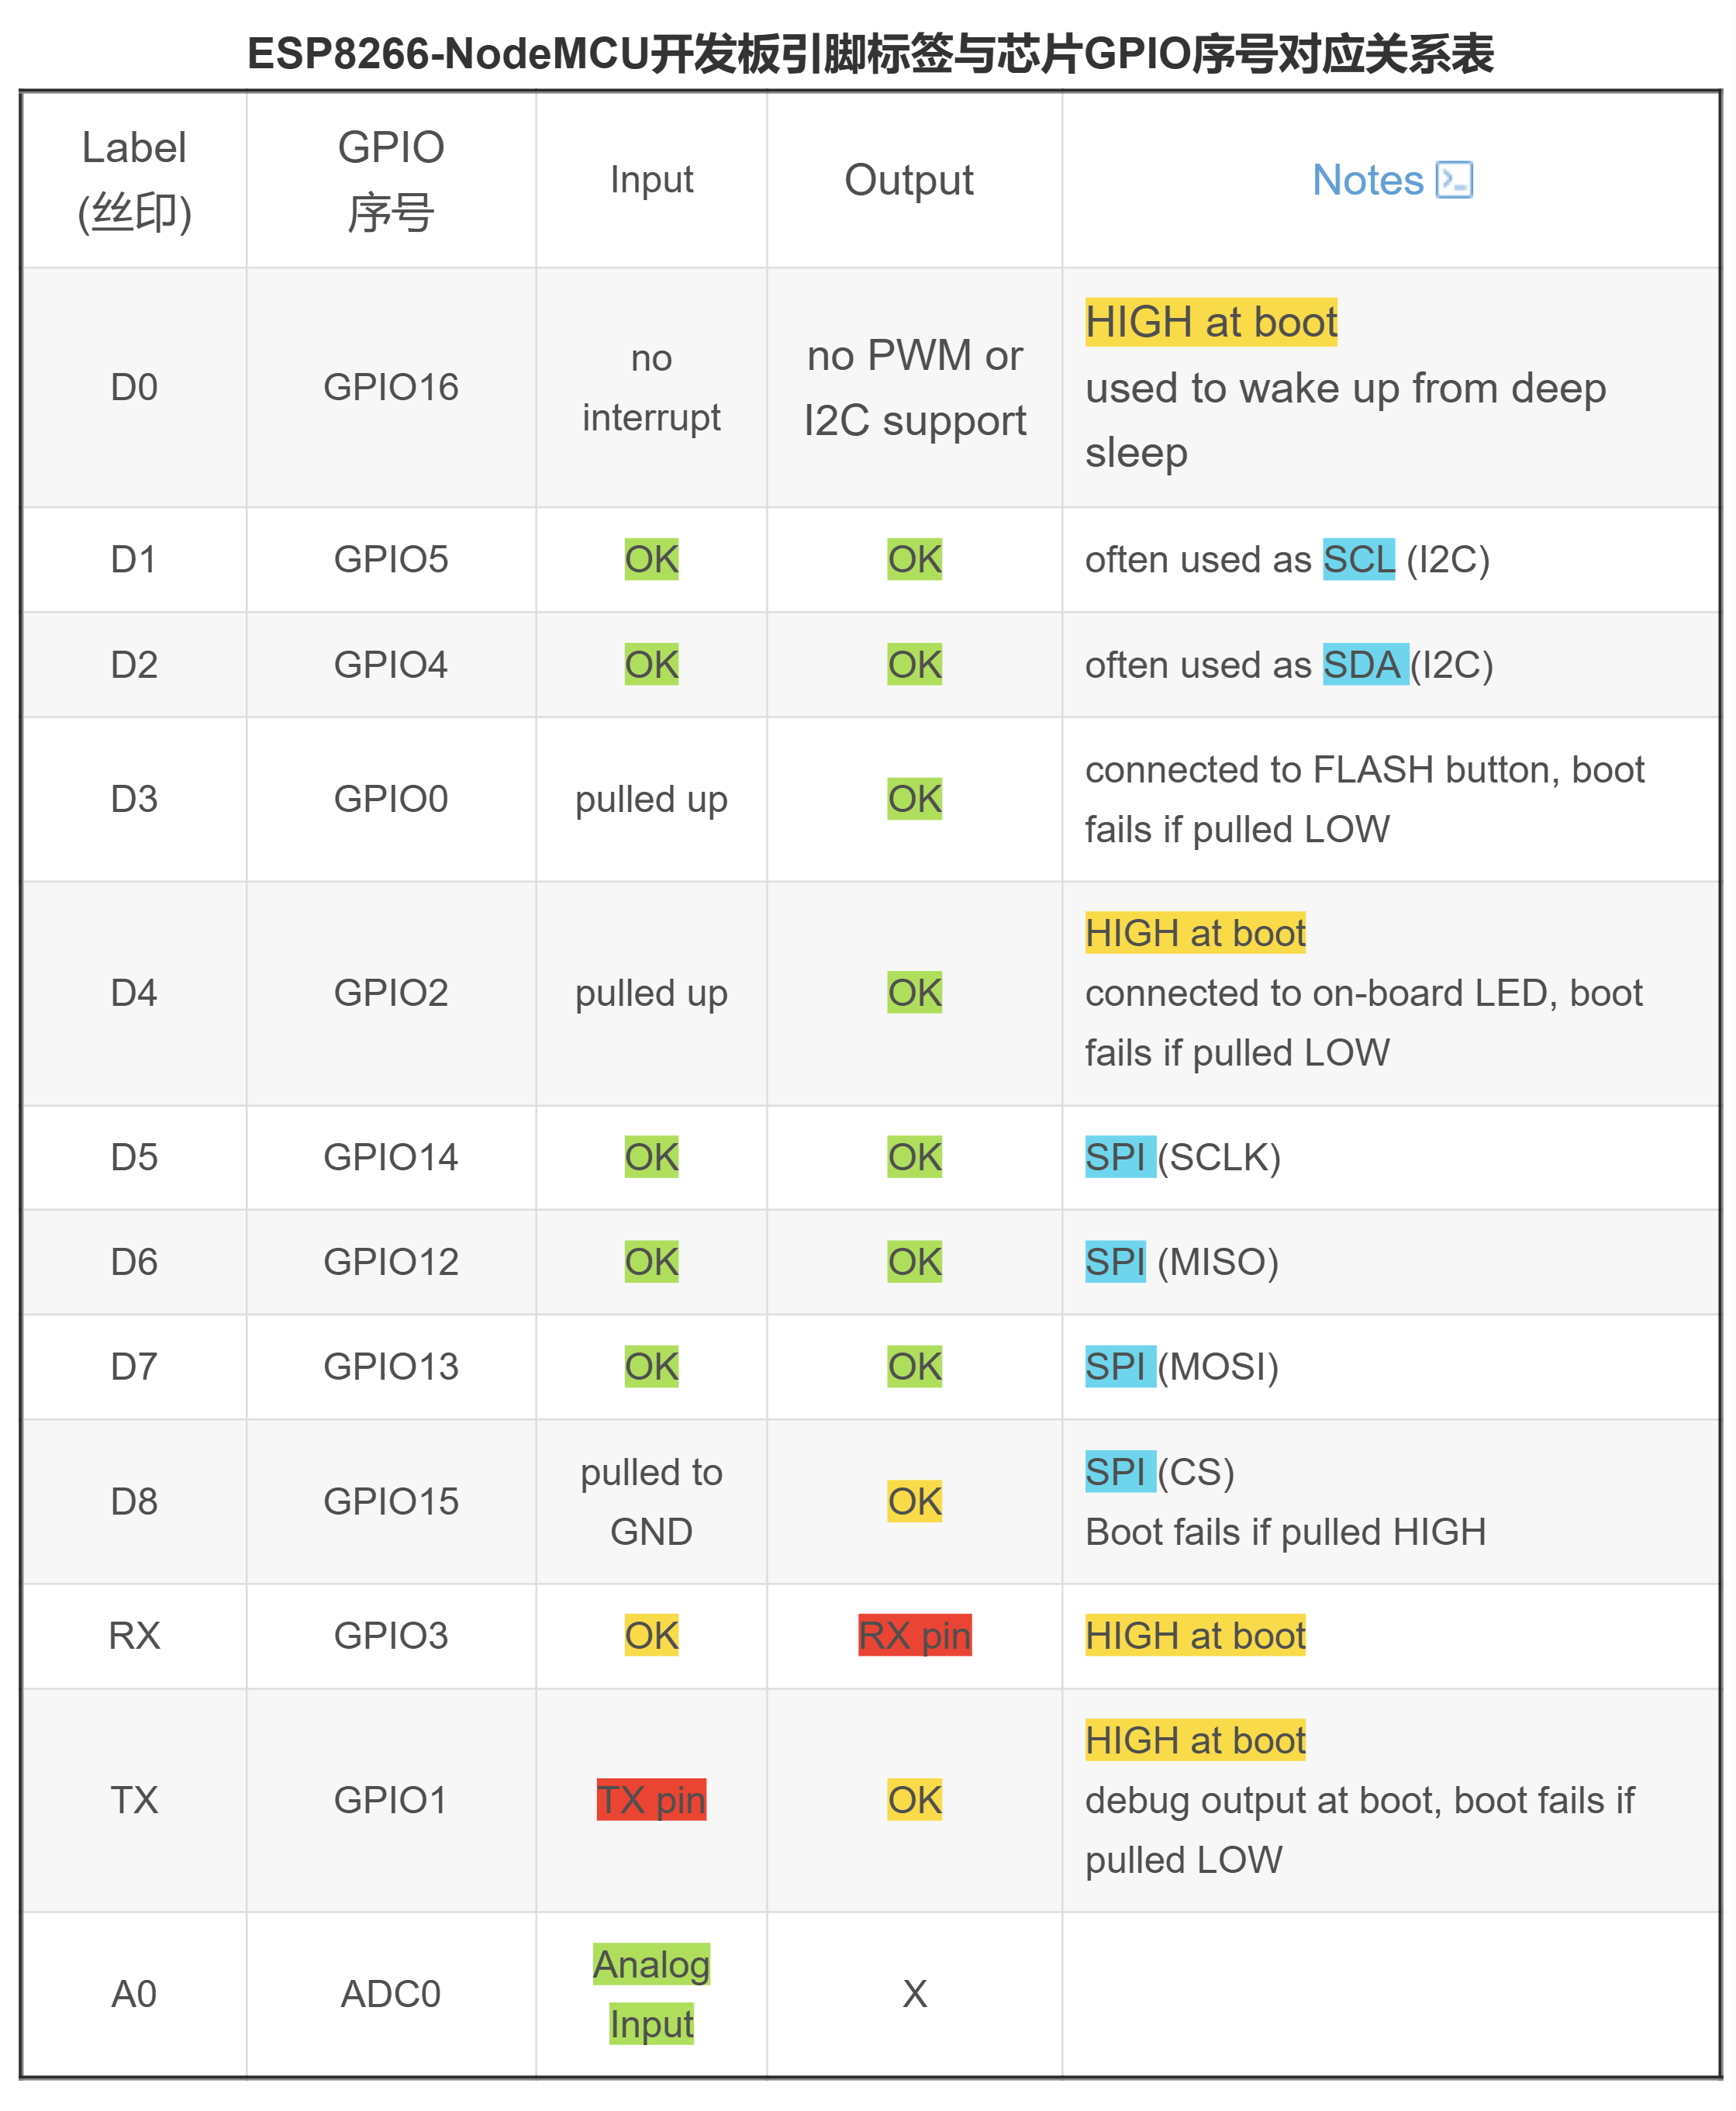 ESP8266-NodeMCU开发板引脚标签与芯片GPIO序号对应关系表
Label
(丝印)
GPIO
序号
Input
Output
Notes
D0
GPIO16
no
interrupt
no PWM or
I2C support
HIGH at boot
used to wake up from deep
sleep
D1
GPIO5
OK
OK
often used as SCL (I2C)
D2
GPIO4
OK
OK
often used as SDA (I2C)
D3
GPIO0
pulled up
OK
connected to FLASH button, boot
fails if pulled LOW
D4
GPIO2
pulled up
OK
HIGH at boot
connected to on-board LED, boot
fails if pulled LOW
D5
GPIO14
OK
OK
SPI (SCLK)
D6
GPIO12
OK
OK
SPI (MISO)
D7
GPIO13
OK
OK
SPI (MOSI)
D8
GPIO15
pulled to
GND
OK
SPI (CS)
Boot fails if pulled HIGH
RX
GPIO3
OK
RX pin
HIGH at boot
TX
GPIO1
TX pin
OK
HIGH at boot
debug output at boot, boot fails if
pulled LOW
A0
ADC0
Analog
Input
X